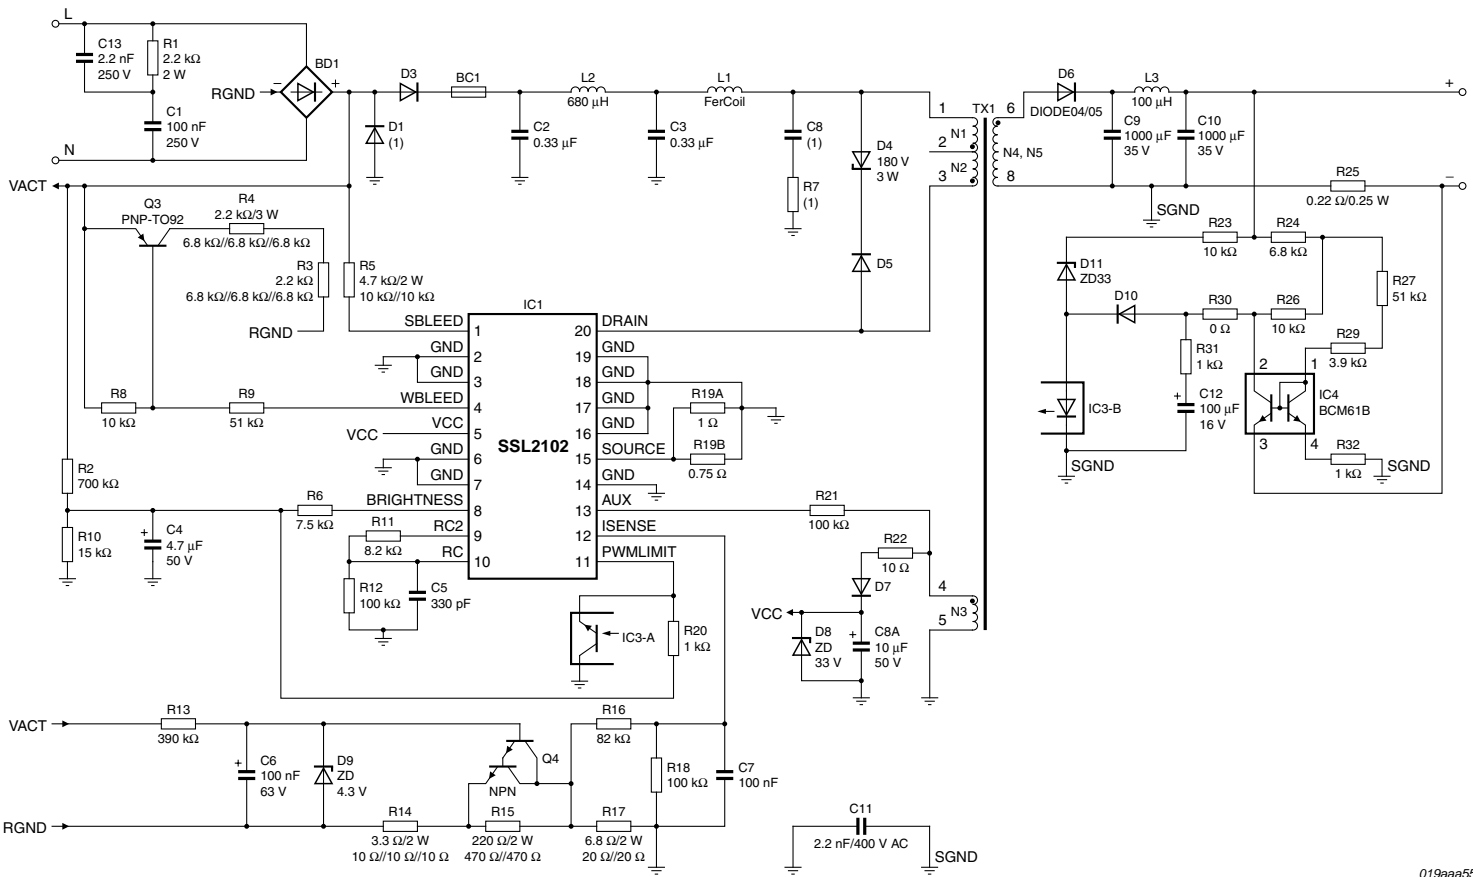 L
C13
2.2 nF
250 V
R1
2.2 kΩ
2 W
C1
100 nF
250 V
N
BD1
RGND
−
+
D3
BC1
L2
680 μH
L1
FerCoil
D1
(1)
C2
0.33 μF
C3
0.33 μF
C8
(1)
R7
(1)
D4
180 V
3 W
D5
1
2
3
TX1
N1
N2
6
8
N4, N5
D6
DIODE04/05
L3
100 μH
C9
1000 μF
35 V
C10
1000 μF
35 V
+
−
R25
0.22 Ω/0.25 W
SGND
VACT
Q3
PNP-TO92
R4
2.2 kΩ/3 W
6.8 kΩ//6.8 kΩ//6.8 kΩ
R3
2.2 kΩ
6.8 kΩ//6.8 kΩ//6.8 kΩ
RGND
R5
4.7 kΩ/2 W
10 kΩ//10 kΩ
R8
10 kΩ
R9
51 kΩ
R2
700 kΩ
R10
15 kΩ
+
C4
4.7 μF
50 V
R6
7.5 kΩ
R11
8.2 kΩ
R12
100 kΩ
C5
330 pF
IC1
SSL2102
SBLEED
1
GND
2
GND
3
WBLEED
4
VCC
VCC
5
GND
6
GND
7
BRIGHTNESS
8
RC2
9
RC
10
20
DRAIN
19
GND
18
GND
17
GND
16
GND
15
SOURCE
14
GND
13
AUX
12
ISENSE
11
PWMLIMIT
R19A
1 Ω
R19B
0.75 Ω
IC3-A
R20
1 kΩ
R21
100 kΩ
R22
10 Ω
D7
VCC
D8
ZD
33 V
+
C8A
10 μF
50 V
4
5
N3
R23
10 kΩ
R24
6.8 kΩ
D11
ZD33
D10
R30
0 Ω
R26
10 kΩ
R27
51 kΩ
R29
3.9 kΩ
R31
1 kΩ
+
C12
100 μF
16 V
IC3-B
SGND
2
1
3
4
IC4
BCM61B
R32
1 kΩ
SGND
VACT
R13
390 kΩ
+
C6
100 nF
63 V
D9
ZD
4.3 V
Q4
NPN
R16
82 kΩ
R18
100 kΩ
C7
100 nF
RGND
R14
3.3 Ω/2 W
10 Ω//10 Ω//10 Ω
R15
220 Ω/2 W
470 Ω//470 Ω
R17
6.8 Ω/2 W
20 Ω//20 Ω
C11
2.2 nF/400 V AC
SGND